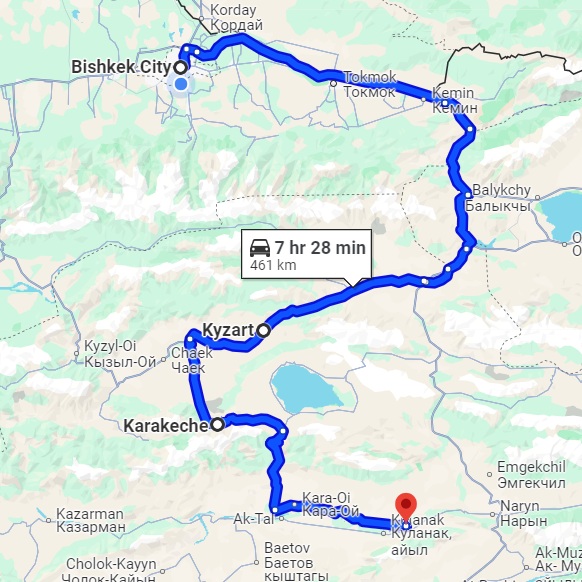 Korday
Кордай
Bishkek City
Tokmok
Токмок
Kemin
Кемин
Balykchy
Балыкчы
7 hr 28 min
461 km
Kyzart
Kyzyl-Oi
Кызыл-Ой
Chaek
Чаек
Karakeche
Emgekchil
Эмгекчил
Kara-Oi
Кара-Ой
Naryn
Нарын
Kazarman
Казарман
Ak-Tal
Kulanak
Куланак,
айыл
Baetov
Баетов
кыштагы
Cholok-Kayyn
Чолок-Кайын
Ak-Muz
Ак- Му